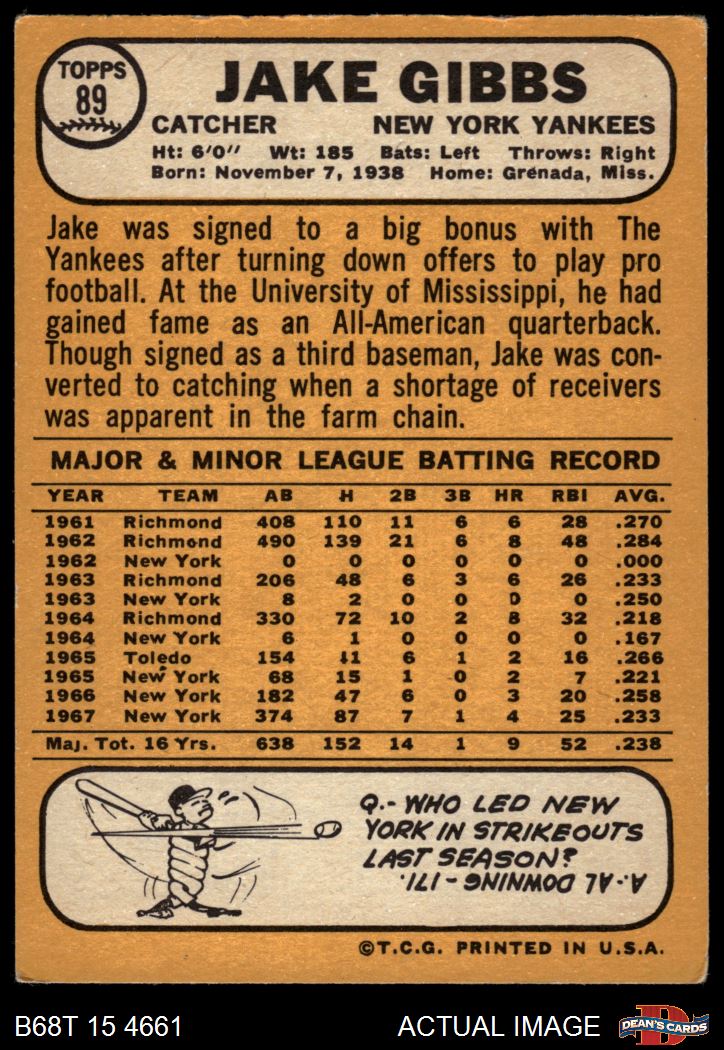 TOPPS
89
JAKE GIBBS
CATCHER NEW YORK YANKEES
Ht: 6'0" Wt: 185 Bats: Left Throws: Right
Born: November 7, 1938 Home: Grenada, Miss.
Jake was signed to a big bonus with The
Yankees after turning down offers to play pro
football. At the University of Mississippi, he had
gained fame as an All-American quarterback.
Though signed as a third baseman, Jake was con-
verted to catching when a shortage of receivers
was apparent in the farm chain.
MAJOR & MINOR LEAGUE BATTING RECORD
YEAR TEAM AB H 2B 3B HR RBI AVG.
1961 Richmond 408 110 11 6 6 28 .270
1962 Richmond 490 139 21 6 8 48 .284
1962 New York 0 0 0 0 0 0 .000
1963 Richmond 206 48 6 3 6 26 .233
1963 New York 8 2 0 0 0 0 .250
1964 Richmond 330 72 10 2 8 32 .218
1964 New York 6 1 0 0 0 0 .167
1965 Toledo 154 41 6 1 2 16 .266
1965 New York 68 15 1 0 2 7 .221
1966 New York 182 47 6 0 3 20 .258
1967 New York 374 87 7 1 4 25 .233
Maj. Tot. 16 Yrs. 638 152 14 1 9 52 .238
Q.- WHO LED NEW
YORK IN STRIKEOUTS
LAST SEASON?
A.- AL DOWNING - 171.
©T.C.G. PRINTED IN U.S.A.
B68T 15 4661 ACTUAL IMAGE
D
DEAN'S CARDS